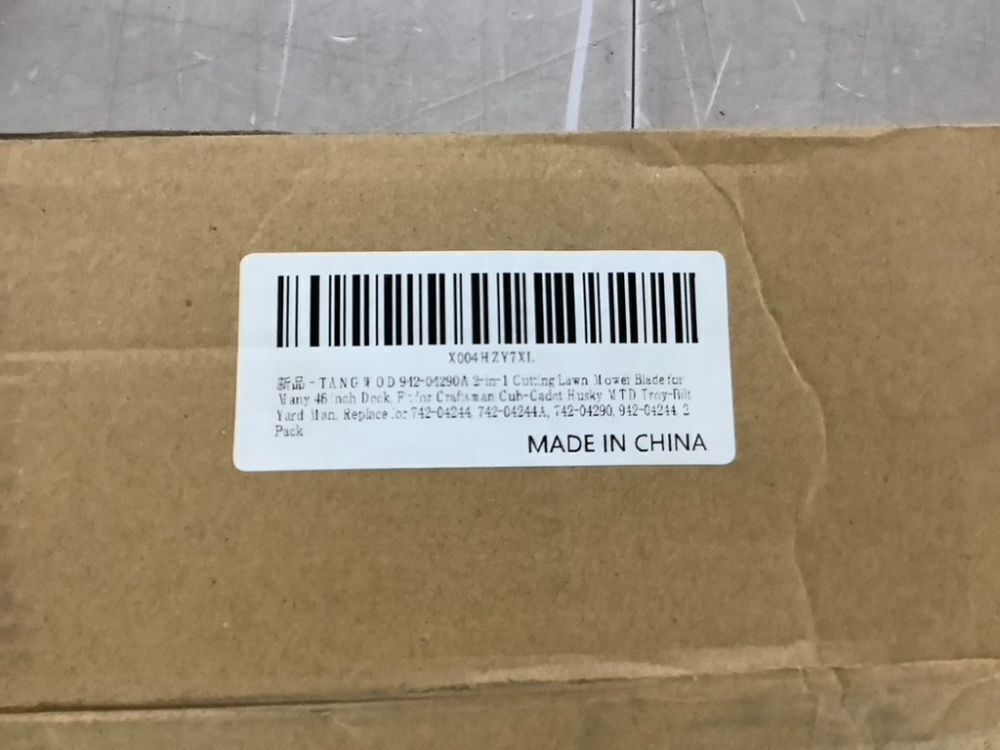 X004HZY7XL
新品 - TANGWOD 942-04290A 2-in-1 Cutting Lawn Mower Blade for
Many 46 inch Deck, Fit for Craftsman Cub-Cadet Husky MTD Troy-Bilt
Yard Man, Replace for 742-04244, 742-04244A, 742-04290, 942-04244, 2
Pack
MADE IN CHINA